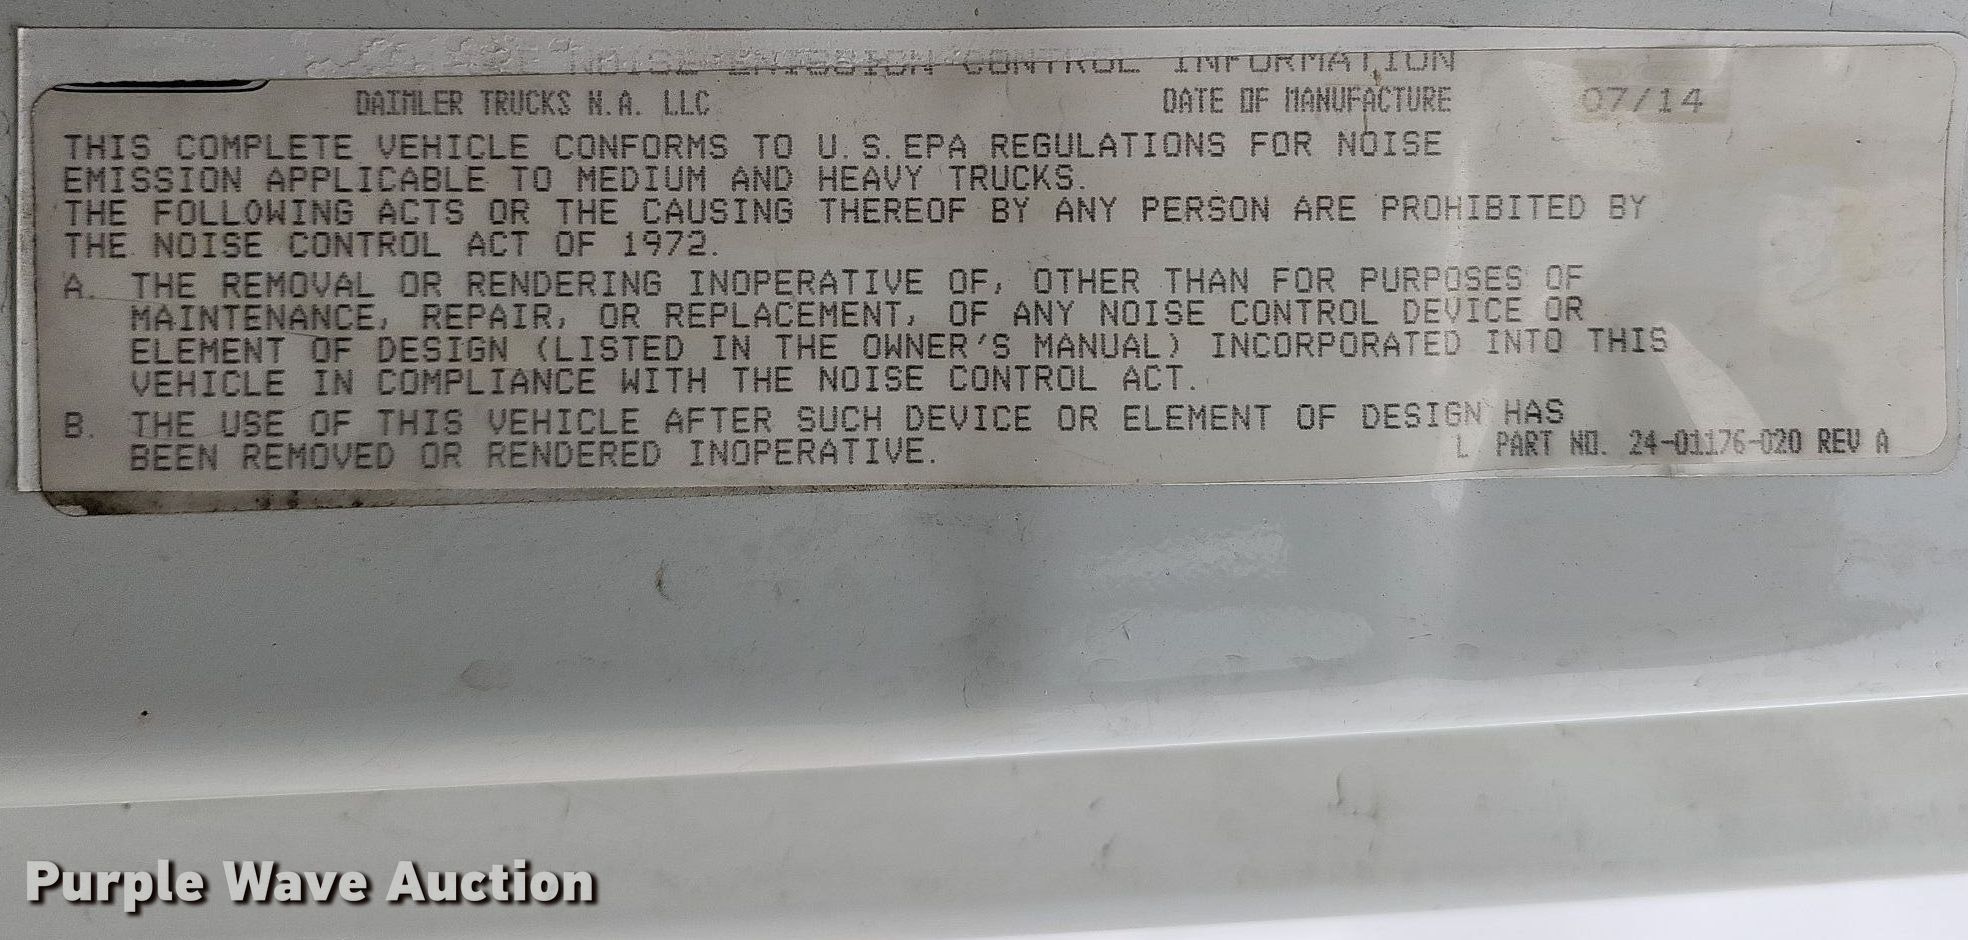 NOISE EMISSION CONTROL INFORMATION
DAIMLER TRUCKS N.A. LLC DATE OF MANUFACTURE 07/14
THIS COMPLETE VEHICLE CONFORMS TO U.S.EPA REGULATIONS FOR NOISE
EMISSION APPLICABLE TO MEDIUM AND HEAVY TRUCKS.
THE FOLLOWING ACTS OR THE CAUSING THEREOF BY ANY PERSON ARE PROHIBITED BY
THE NOISE CONTROL ACT OF 1972.
A. THE REMOVAL OR RENDERING INOPERATIVE OF, OTHER THAN FOR PURPOSES OF
MAINTENANCE, REPAIR, OR REPLACEMENT, OF ANY NOISE CONTROL DEVICE OR
ELEMENT OF DESIGN (LISTED IN THE OWNER'S MANUAL) INCORPORATED INTO THIS
VEHICLE IN COMPLIANCE WITH THE NOISE CONTROL ACT.
B. THE USE OF THIS VEHICLE AFTER SUCH DEVICE OR ELEMENT OF DESIGN HAS
BEEN REMOVED OR RENDERED INOPERATIVE. L PART NO. 24-01176-020 REV A
Purple Wave Auction